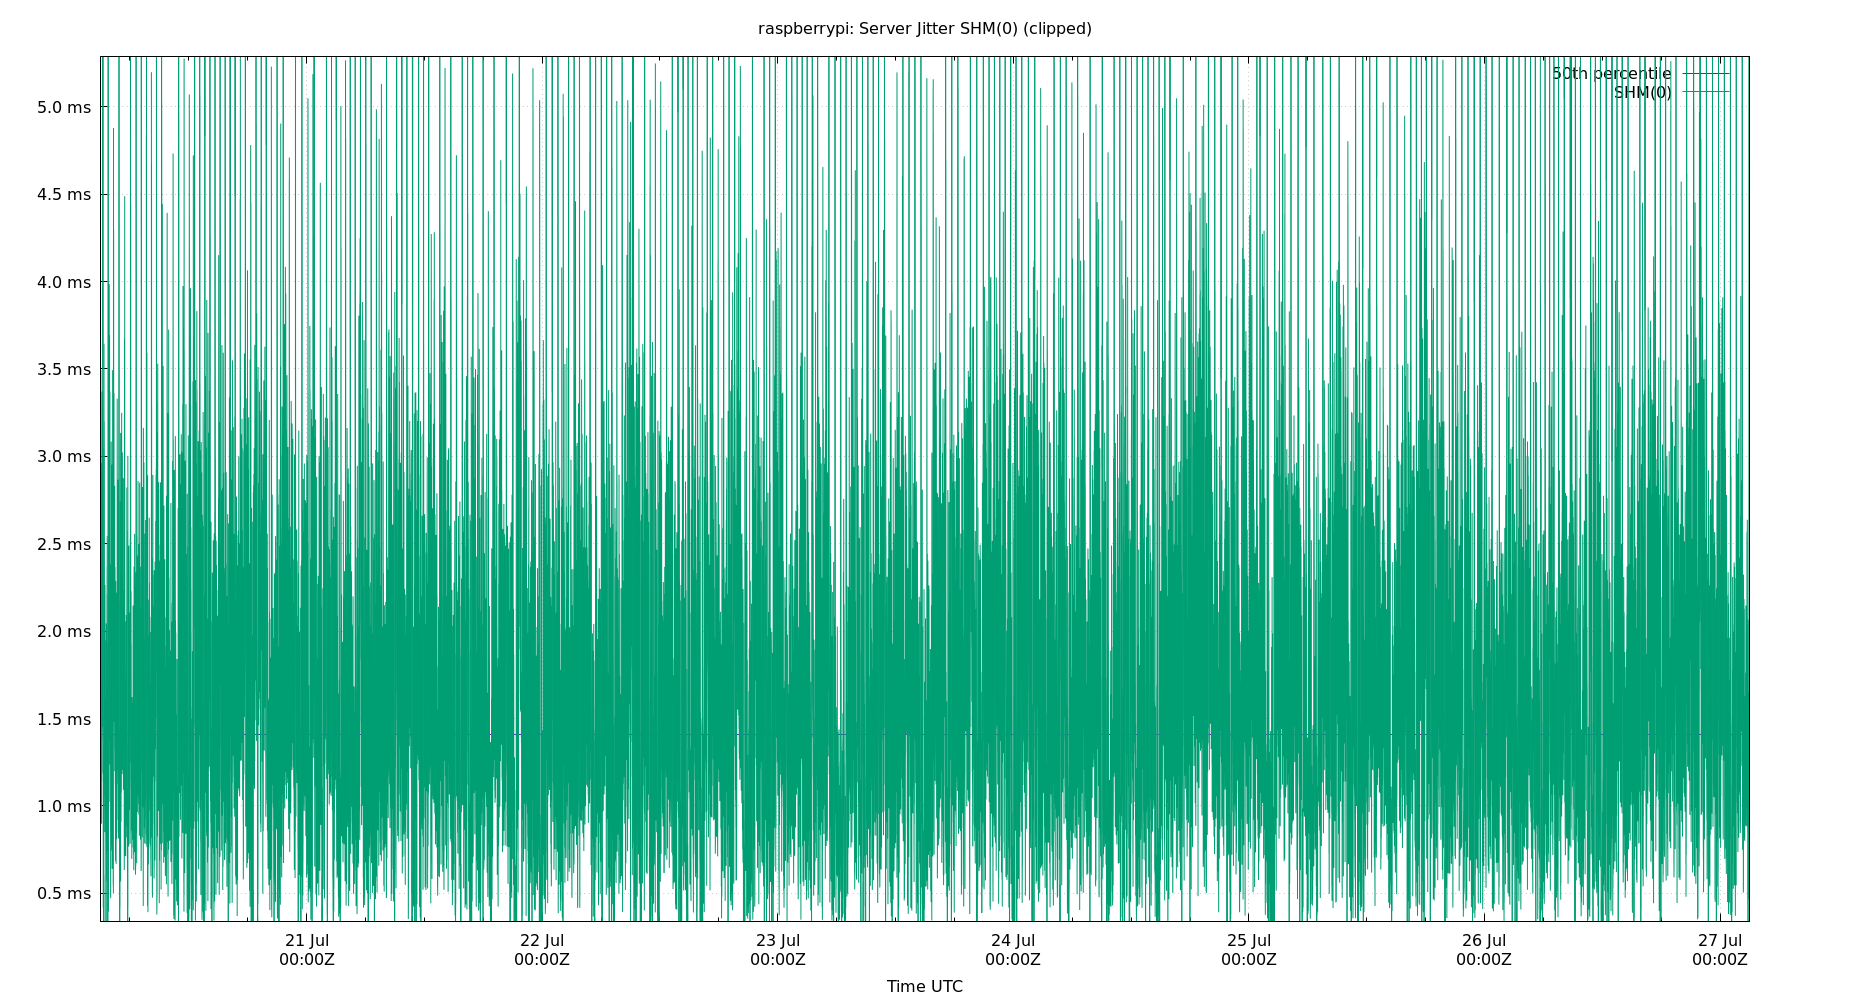 raspberrypi: Server Jitter SHM(0) (clipped)
50th percentile
SHM(0)
5.0 ms
4.5 ms
4.0 ms
3.5 ms
3.0 ms
2.5 ms
2.0 ms
1.5 ms
1.0 ms
0.5 ms
21 Jul 22 Jul 23 Jul 24 Jul 25 Jul 26 Jul 27 Jul
00:00Z 00:00Z 00:00Z 00:00Z 00:00Z 00:00Z 00:00Z
Time UTC